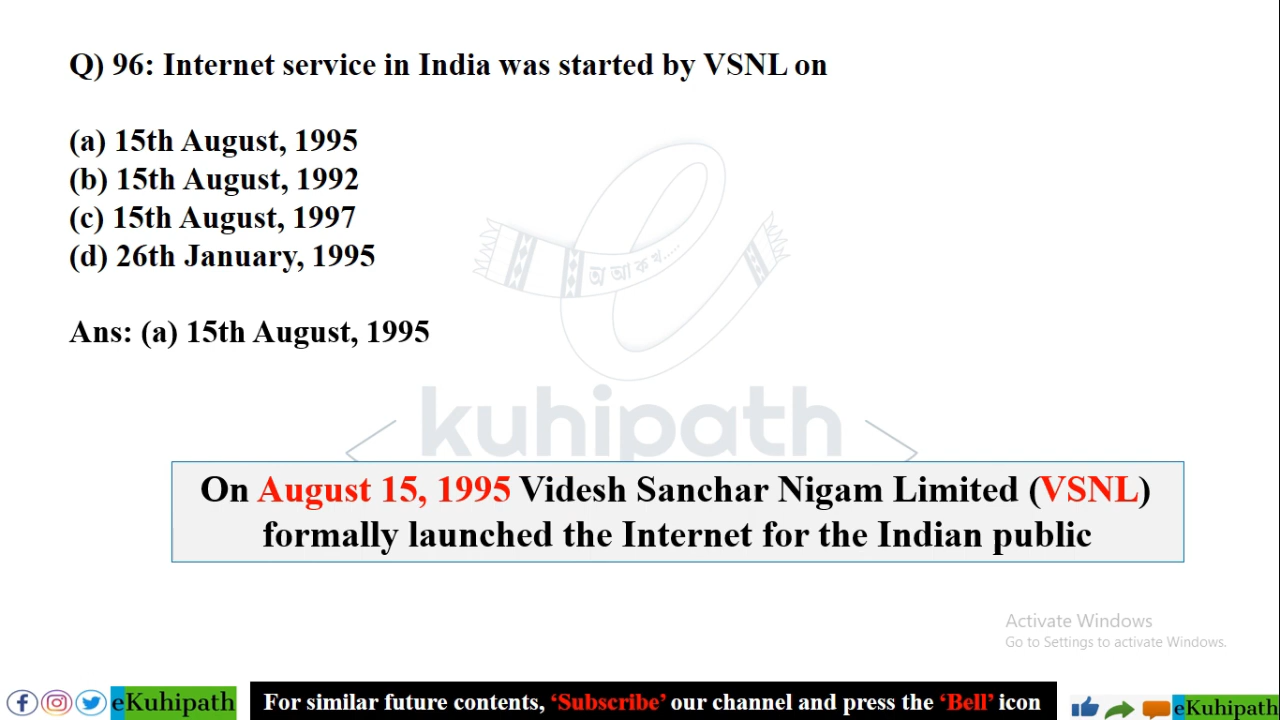 Q) 96: Internet service in India was started by VSNL on
(a) 15th August, 1995
(b) 15th August, 1992
(c) 15th August, 1997
(d) 26th January, 1995
অ আ ক খ.....
Ans: (a) 15th August, 1995
kuhipath
On August 15, 1995 Videsh Sanchar Nigam Limited (VSNL)
formally launched the Internet for the Indian public
Activate Windows
Go to Settings to activate Windows.
eKuhipath
For similar future contents, ‘Subscribe’ our channel and press the ‘Bell’ icon
eKuhipath